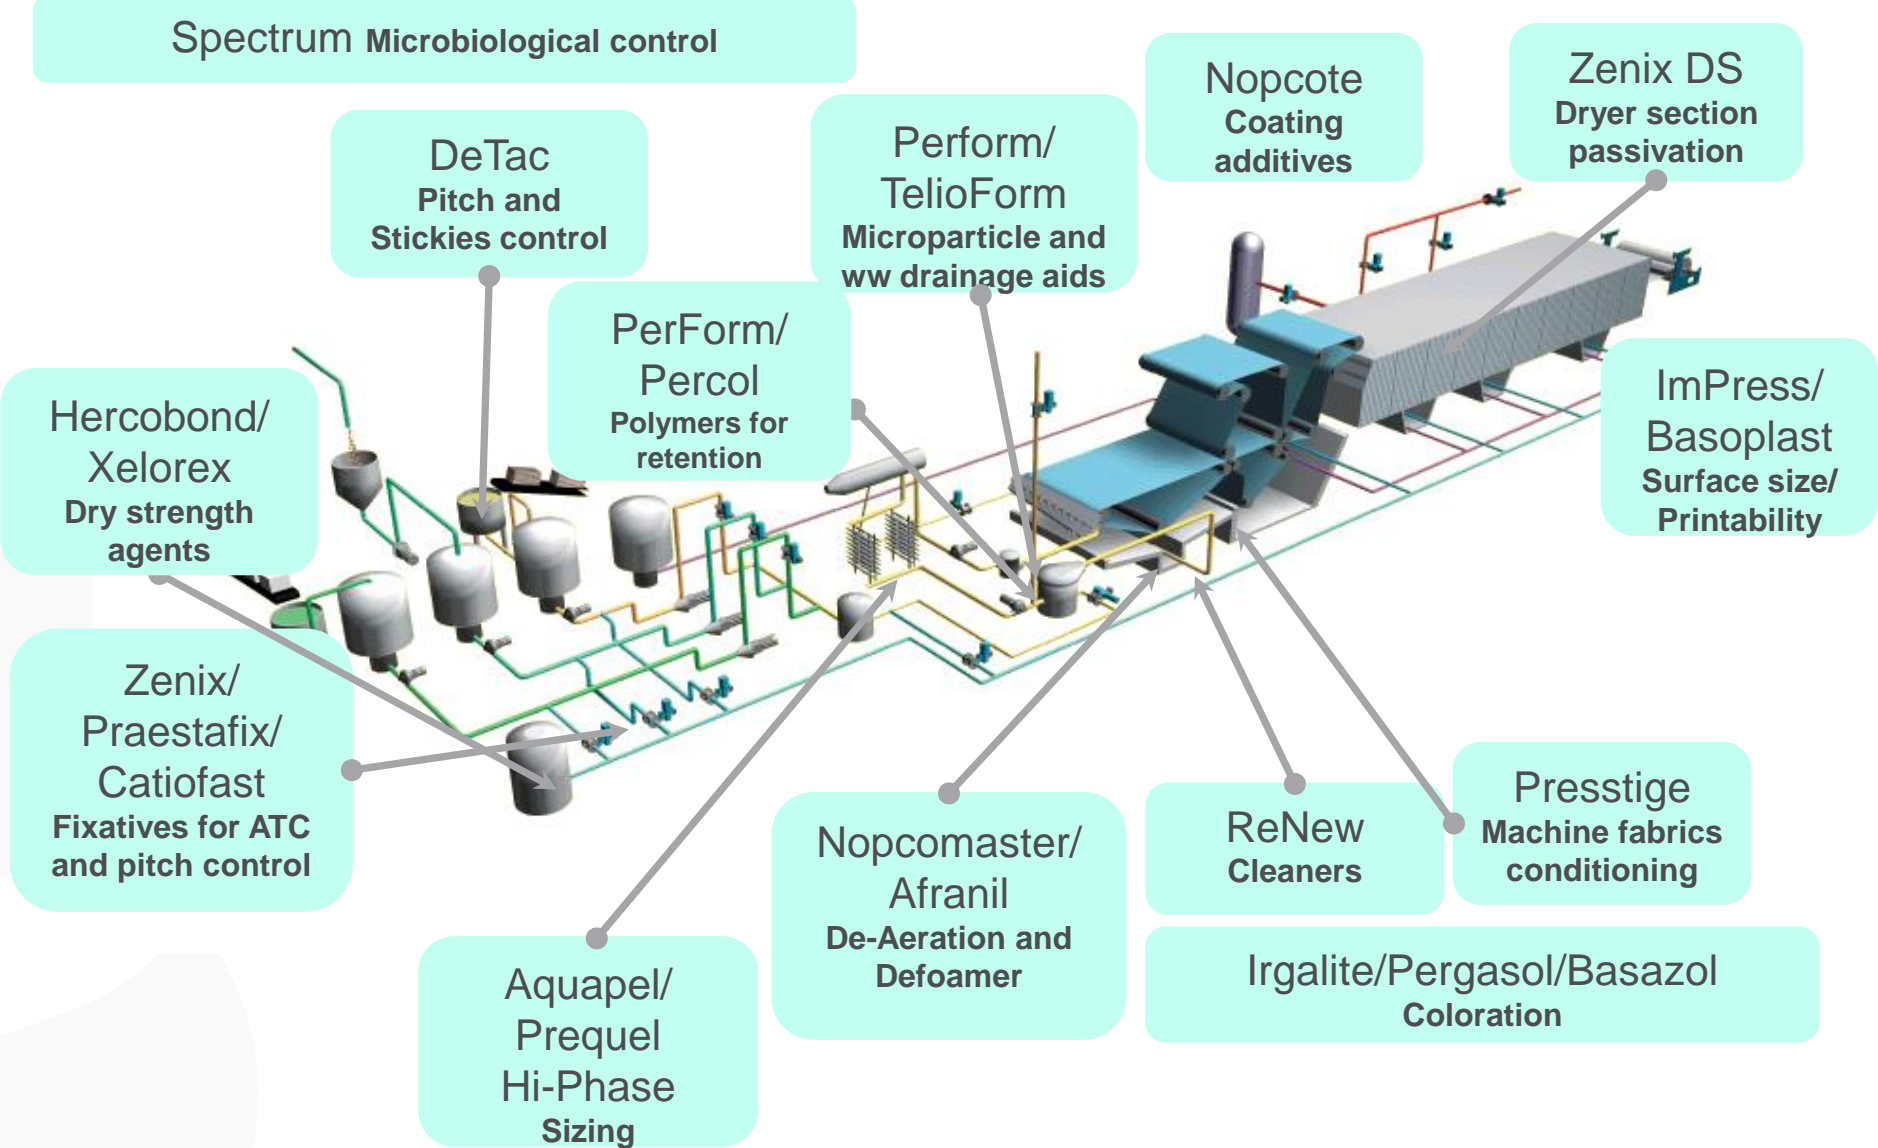 Spectrum Microbiological control
Nopcote
Coating
additives
Zenix DS
Dryer section
passivation
DeTac
Pitch and
Stickies control
Perform/
TelioForm
Microparticle and
ww drainage aids
PerForm/
Percol
Polymers for
retention
Hercobond/
Xelorex
Dry strength
agents
ImPress/
Basoplast
Surface size/
Printability
Zenix/
Praestafix/
Catiofast
Fixatives for ATC
and pitch control
Aquapel/
Prequel
Hi-Phase
Sizing
Nopcomaster/
Afranil
De-Aeration and
Defoamer
ReNew
Cleaners
Presstige
Machine fabrics
conditioning
Irgalite/Pergasol/Basazol
Coloration